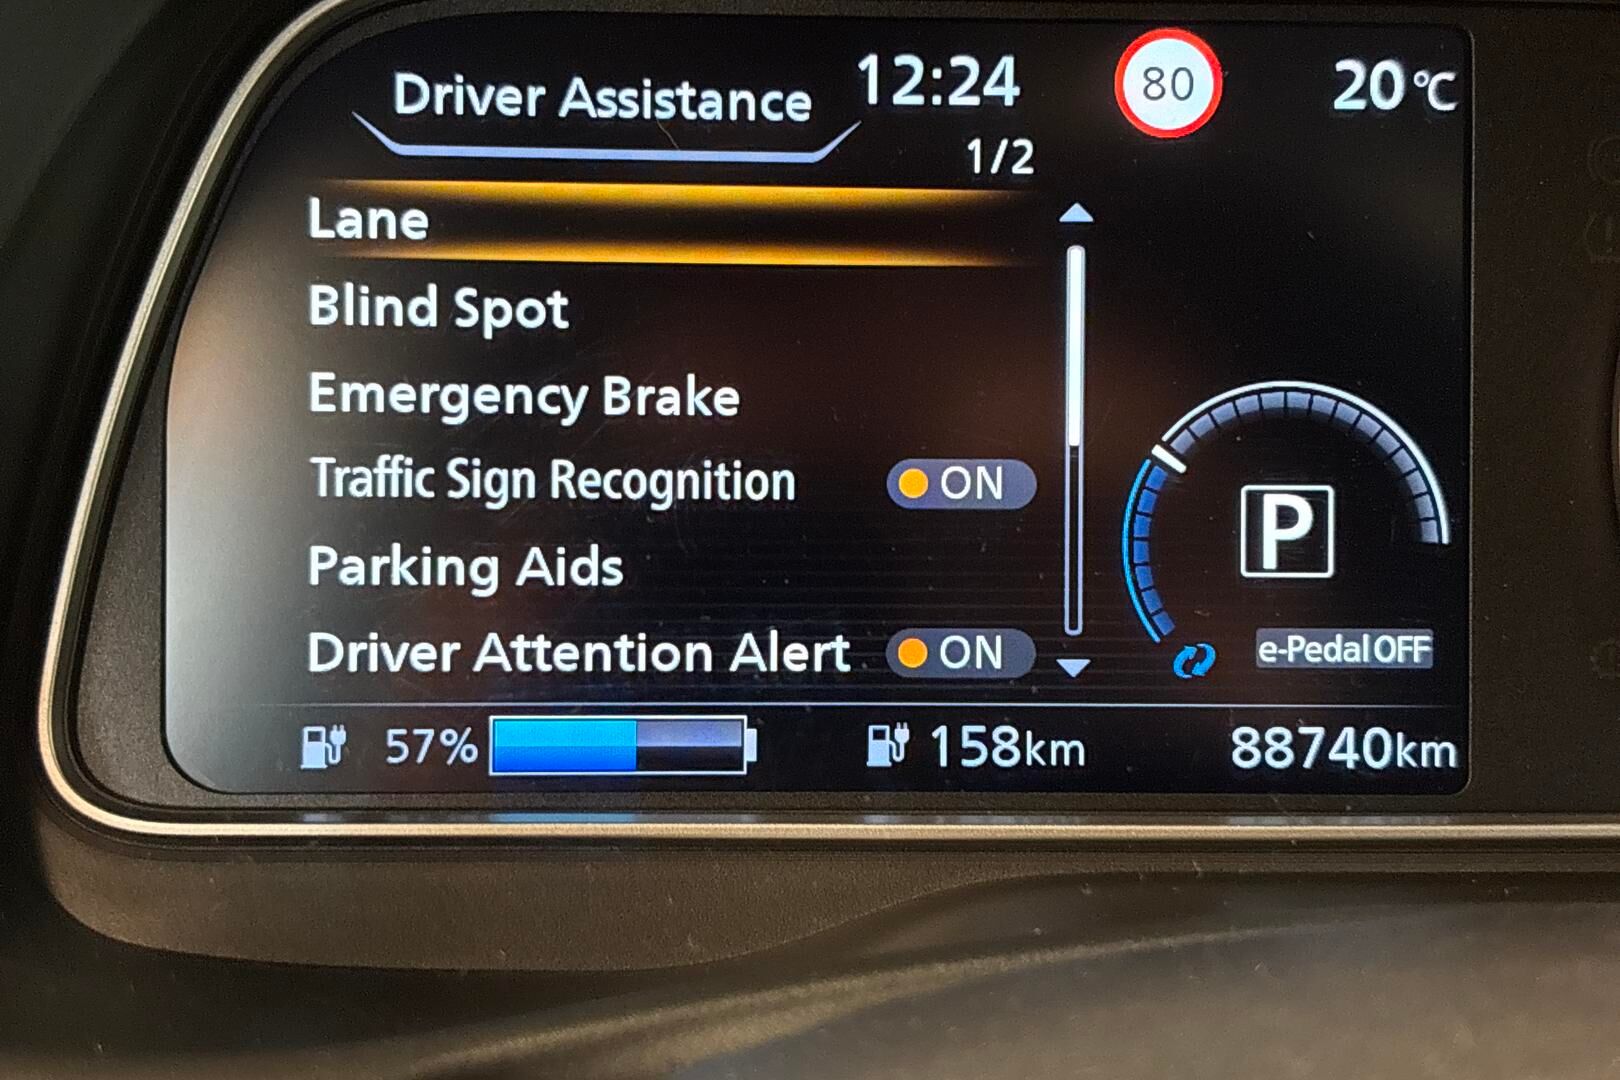 Driver Assistance
12:24
80
20°C
1/2
Lane
Blind Spot
Emergency Brake
Traffic Sign Recognition ON
Parking Aids
Driver Attention Alert ON
P
e-Pedal OFF
57%
158km
88740km